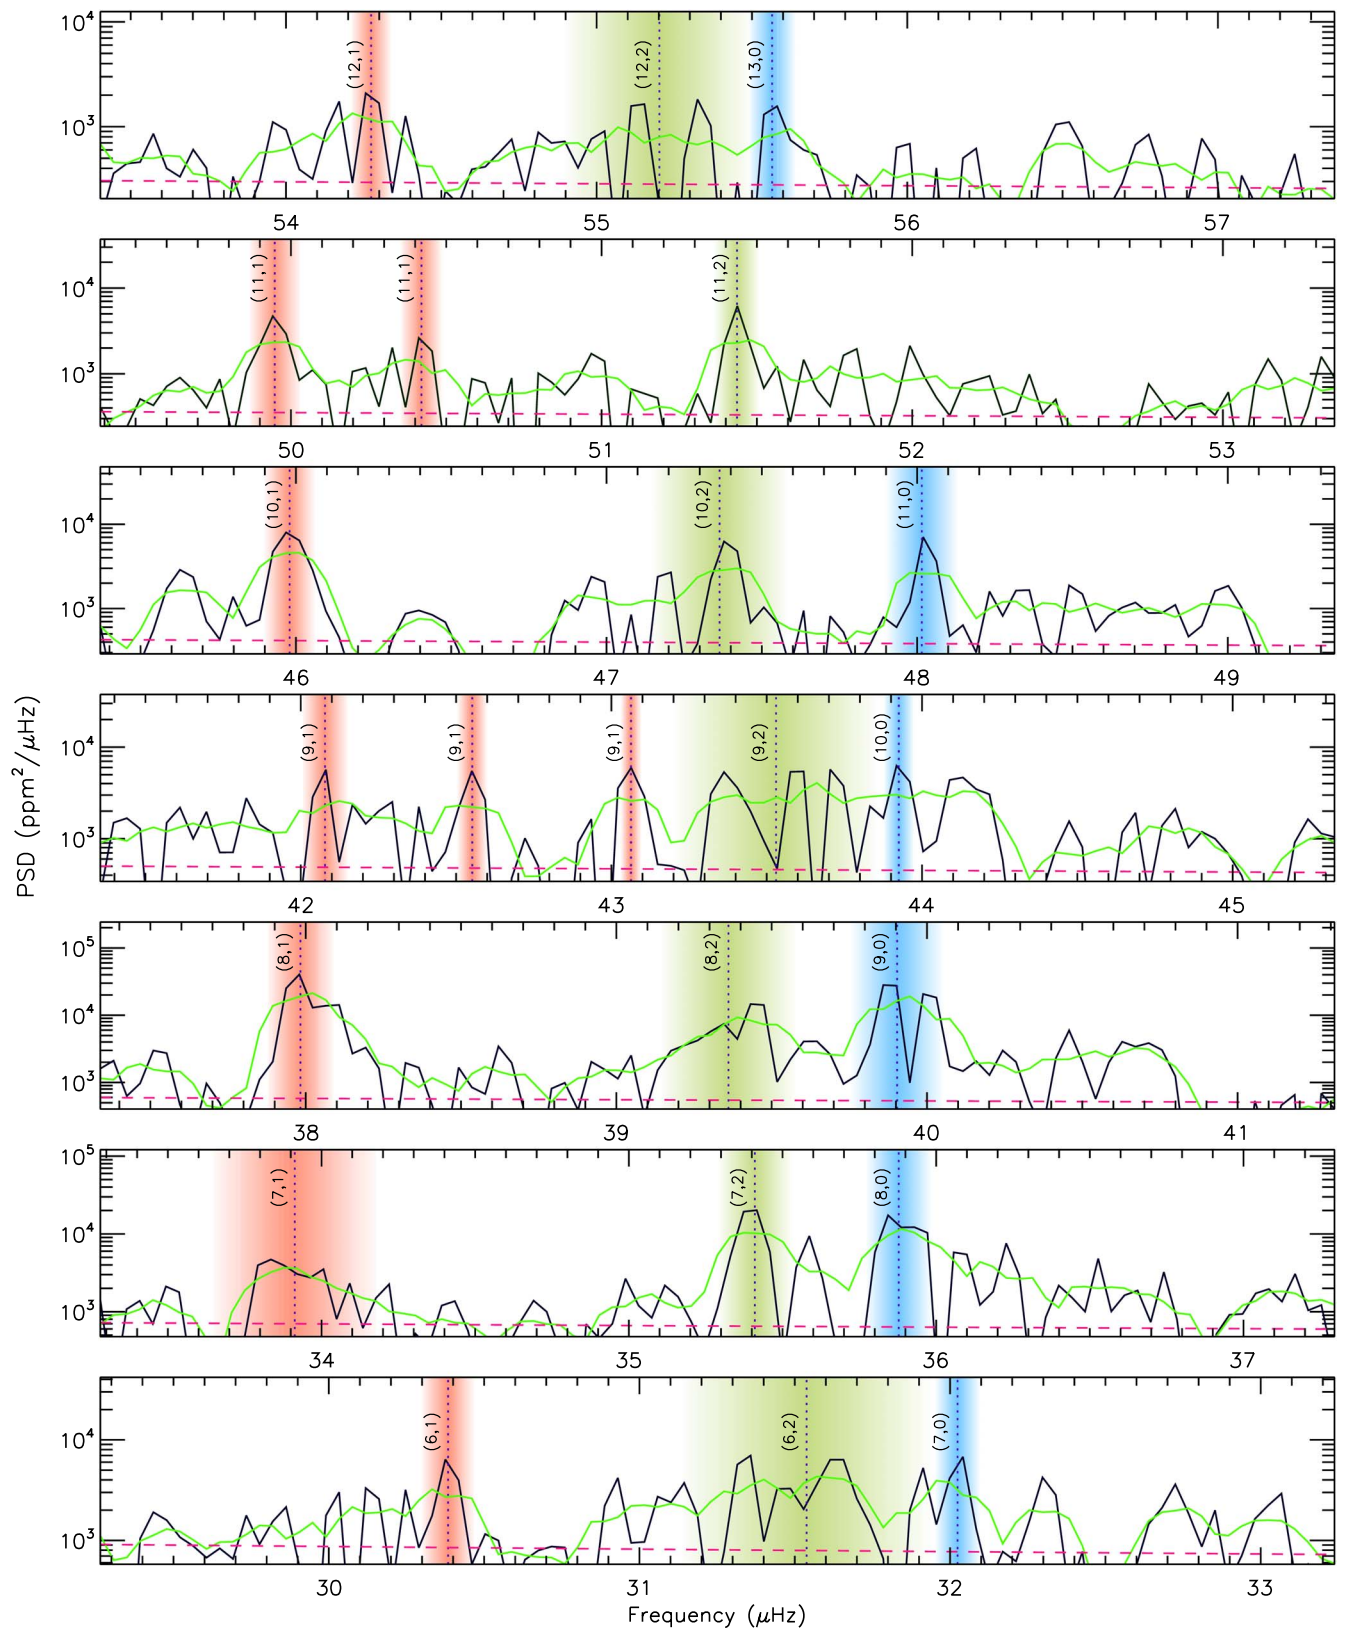 10⁴
10³
(12,1) (12,2) (13,0)
54 55 56 57
10⁴
10³
(11,1) (11,1) (11,2)
50 51 52 53
10⁴
10³
(10,1) (10,2) (11,0)
46 47 48 49
PSD (ppm²/μHz)
10⁴
10³
(9,1) (9,1) (9,1) (9,2) (10,0)
42 43 44 45
10⁵
10⁴
10³
(8,1) (8,2) (9,0)
38 39 40 41
10⁵
10⁴
10³
(7,1) (7,2) (8,0)
34 35 36 37
10⁴
10³
(6,1) (6,2) (7,0)
30 31 32 33
Frequency (μHz)